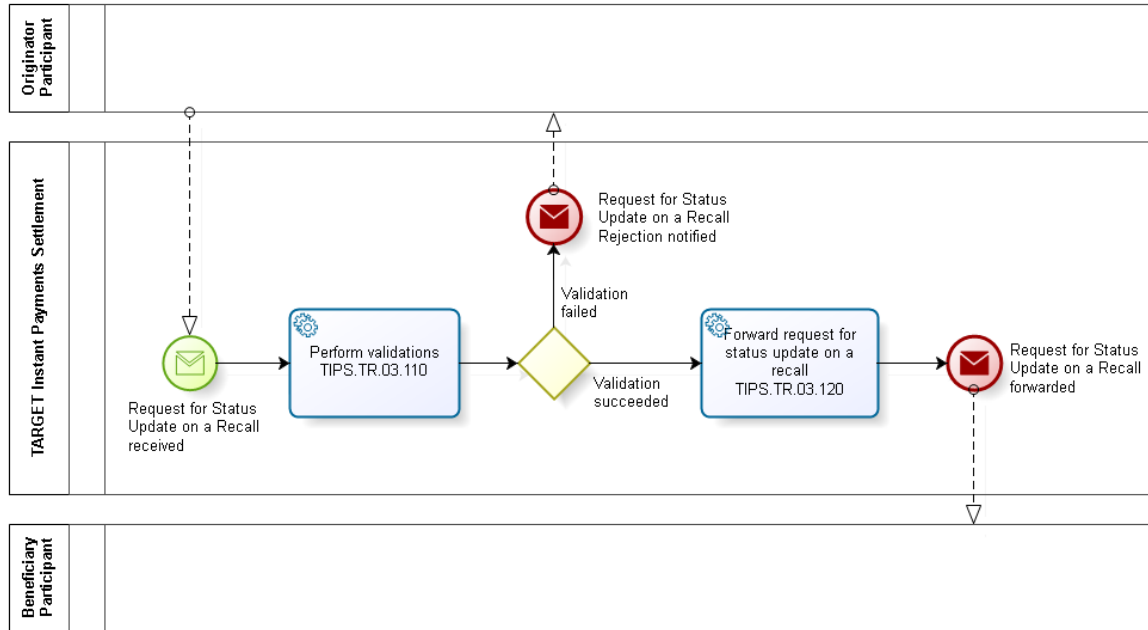 Originator
Participant
TARGET Instant Payments Settlement
Request for Status
Update on a Recall
Rejection notified
Validation
failed
Perform validations
TIPS.TR.03.110
Forward request for
status update on a
recall
TIPS.TR.03.120
Request for Status
Update on a Recall
forwarded
Validation
succeeded
Request for Status
Update on a Recall
received
Beneficiary
Participant